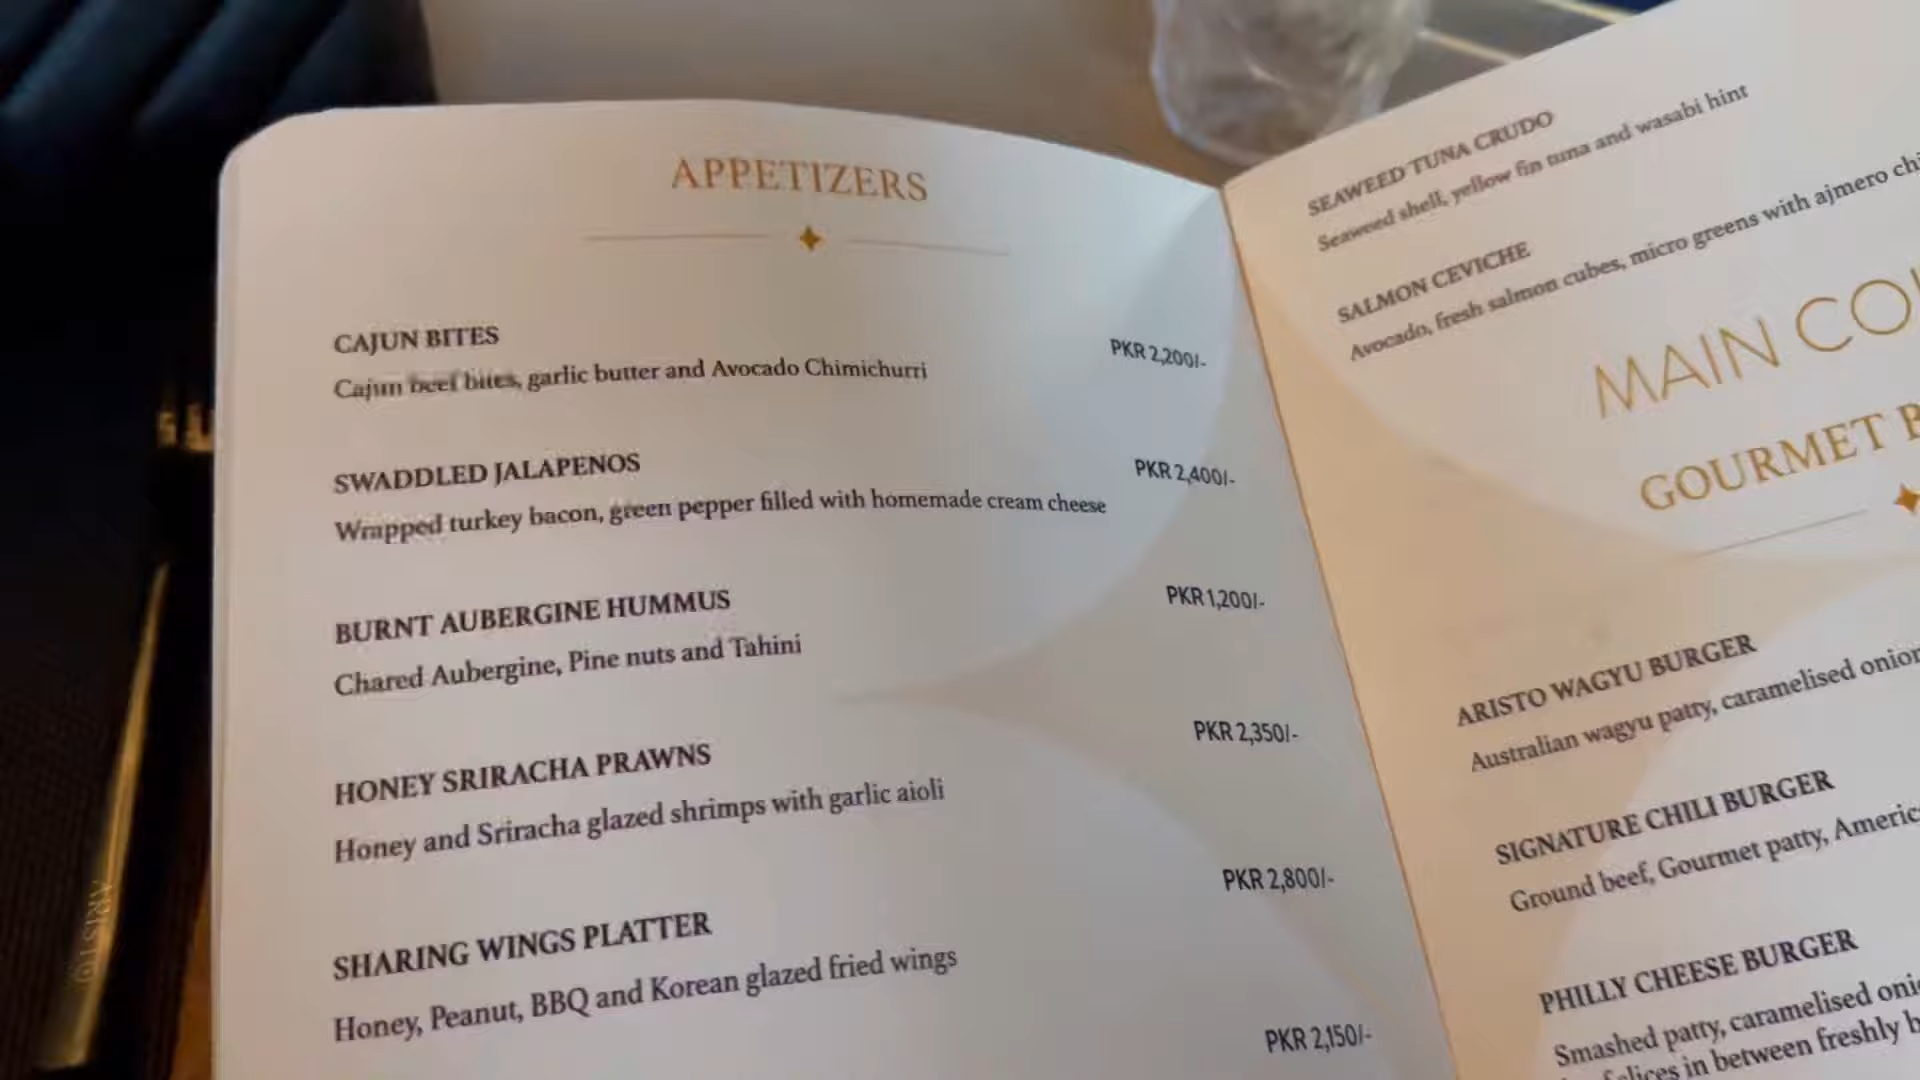 APPETIZERS
CAJUN BITES
PKR 2,200/-
Cajun beef bites, garlic butter and Avocado Chimichurri
SWADDLED JALAPENOS
PKR 2,400/-
Wrapped turkey bacon, green pepper filled with homemade cream cheese
BURNT AUBERGINE HUMMUS
PKR 1,200/-
Chared Aubergine, Pine nuts and Tahini
HONEY SRIRACHA PRAWNS
PKR 2,350/-
Honey and Sriracha glazed shrimps with garlic aioli
PKR 2,800/-
SHARING WINGS PLATTER
Honey, Peanut, BBQ and Korean glazed fried wings
PKR 2,150/-
SEAWEED TUNA CRUDO
Seaweed shell, yellow fin tuna and wasabi hint
SALMON CEVICHE
Avocado, fresh salmon cubes, micro greens with ajmero
MAIN
GOURMET
ARISTO WAGYU BURGER
Australian wagyu patty, caramelised
SIGNATURE CHILI BURGER
Ground beef, Gourmet patty,
PHILLY CHEESE BURGER
Smashed patty, caramelised
slices in between freshly